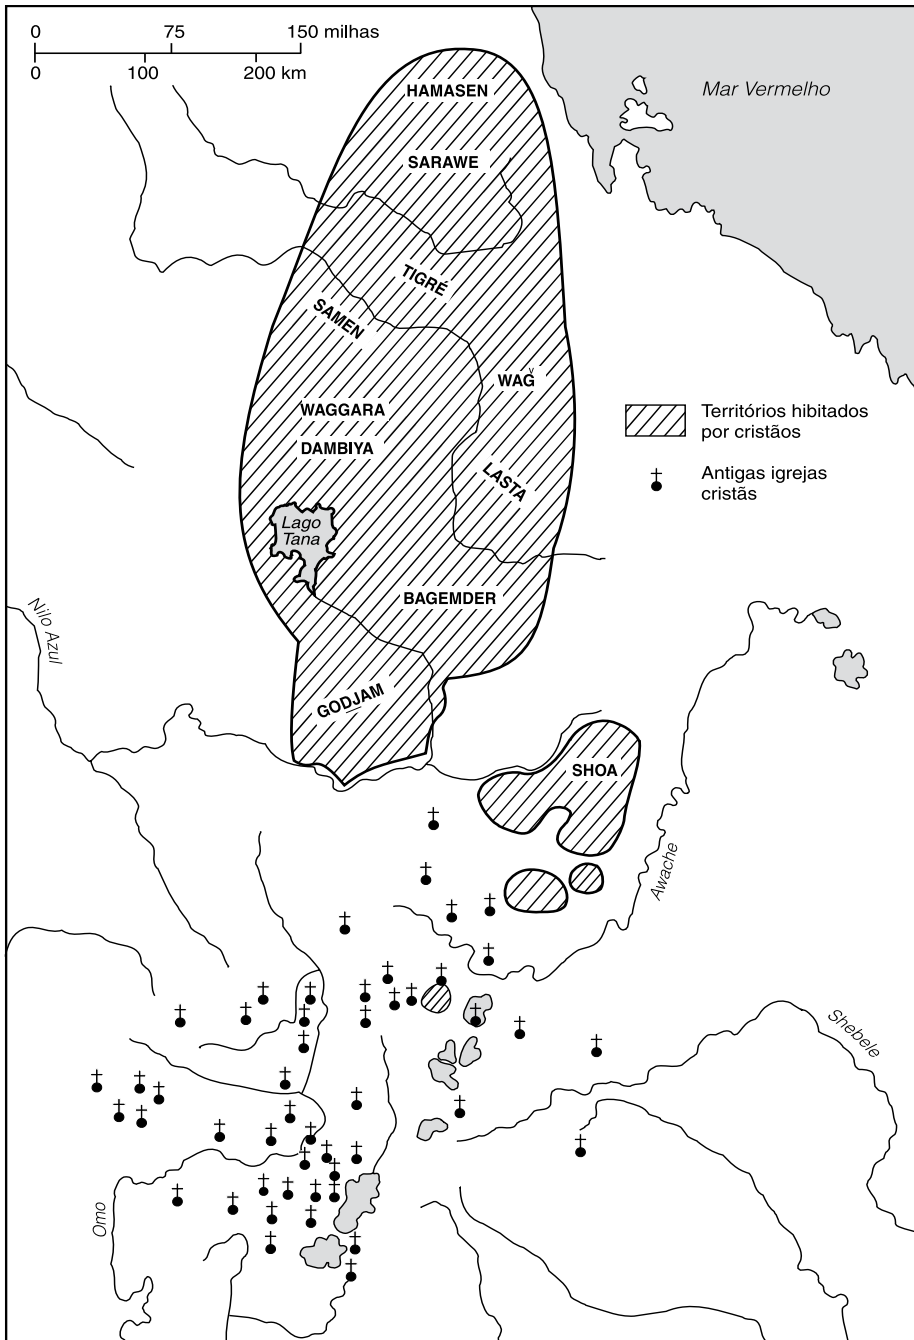 0 75 150 milhas
0 100 200 km
Mar Vermelho
HAMASEN
SARAWE
TIGRÉ
SAMEN
WAǦ
WAGGARA
DAMBIYA
LASTA
Territórios hibitados
por cristãos
Antigas igrejas
cristãs
Lago
Tana
BAGEMDER
Nilo Azul
GODJAM
SHOA
Awache
Shebele
Omo